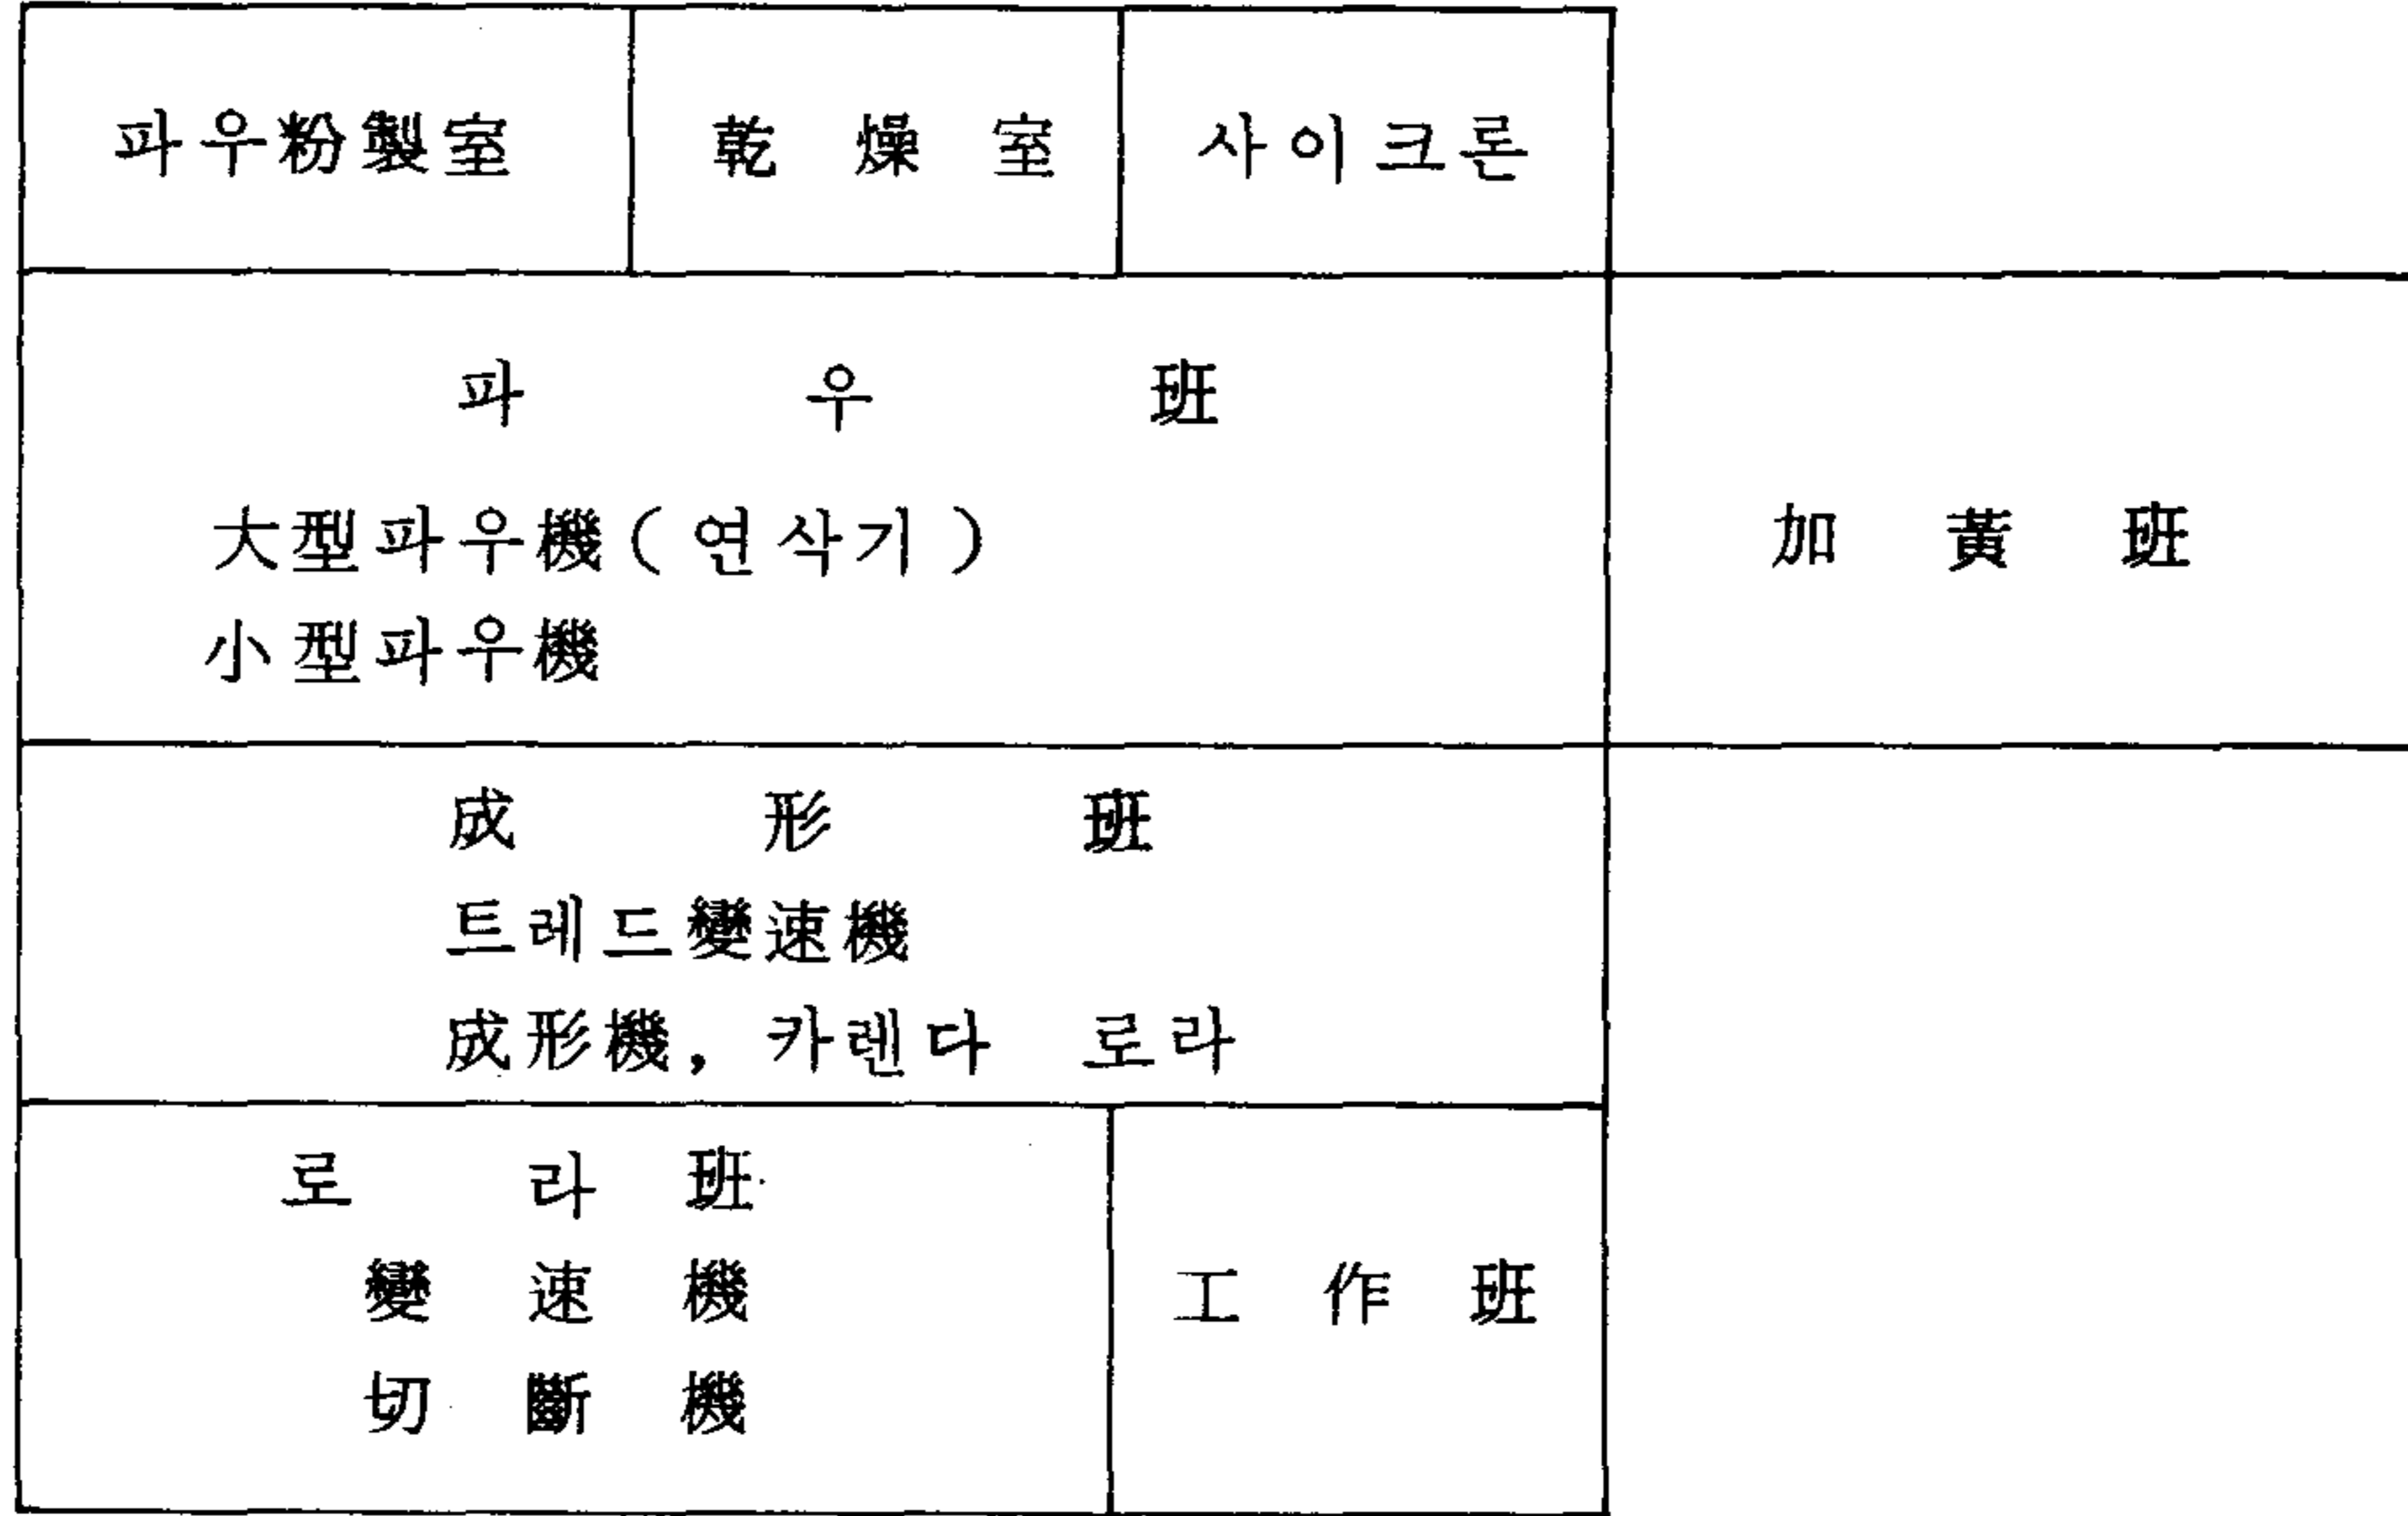 파우粉製室 乾燥室 사이크론
파우班
大型파우機(연삭기)
小型파우機
加黃班
成形班
트레드變速機
成形機, 카렌다 로라
로라班
變速機
切斷機
工作班